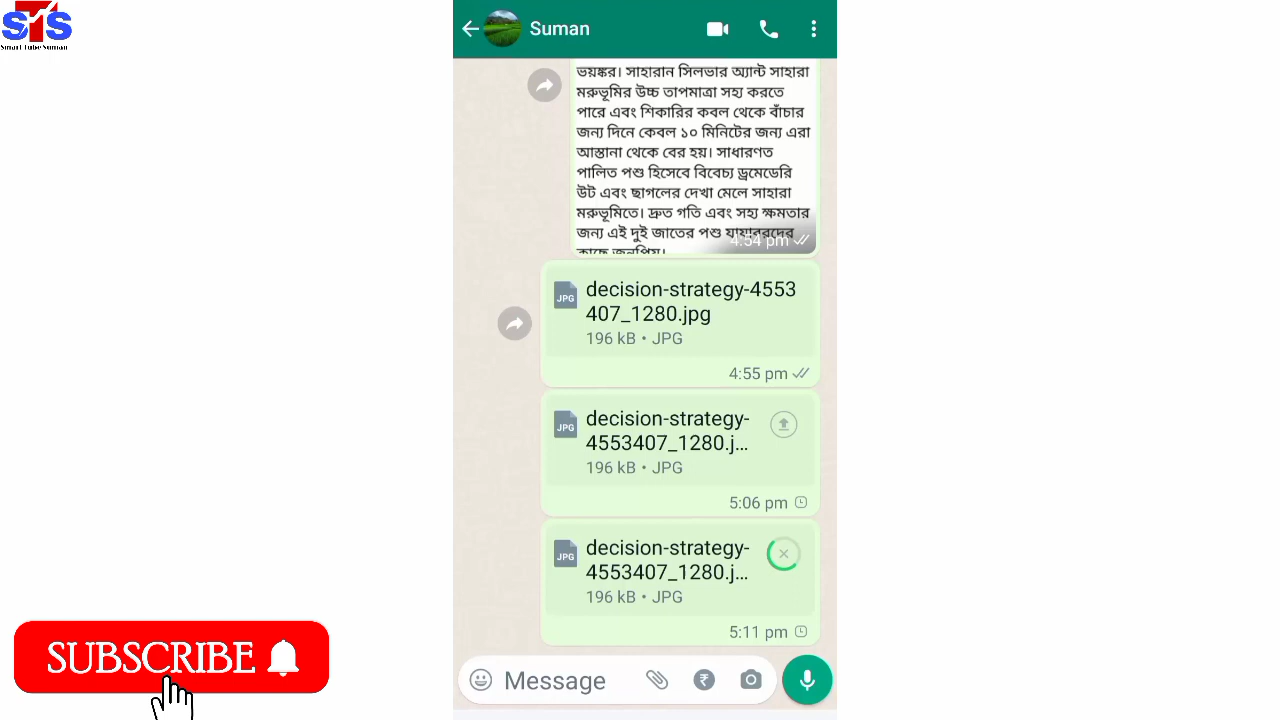 STS
Smart Tube Suman
Suman
ভয়ঙ্কর। সাহারান সিলভার অ্যান্ট সাহারা
মরুভূমির উচ্চ তাপমাত্রা সহ্য করতে
পারে এবং শিকারির কবল থেকে বাঁচার
জন্য দিনে কেবল ১০ মিনিটের জন্য এরা
আস্তানা থেকে বের হয়। সাধারণত
পালিত পশু হিসেবে বিবেচ্য ড্রমেডেরি
উট এবং ছাগলের দেখা মেলে সাহারা
মরুভূমিতে। দ্রুত গতি এবং সহ্য ক্ষমতার
জন্য এই দুই জাতের পশু যাযাবরদের
কাছে জনপ্রিয়।
4:54 pm
decision-strategy-4553
407_1280.jpg
JPG
196 kB • JPG
4:55 pm
decision-strategy-
4553407_1280.j...
JPG
196 kB • JPG
5:06 pm
decision-strategy-
4553407_1280.j...
JPG
196 kB • JPG
5:11 pm
SUBSCRIBE
Message
₹